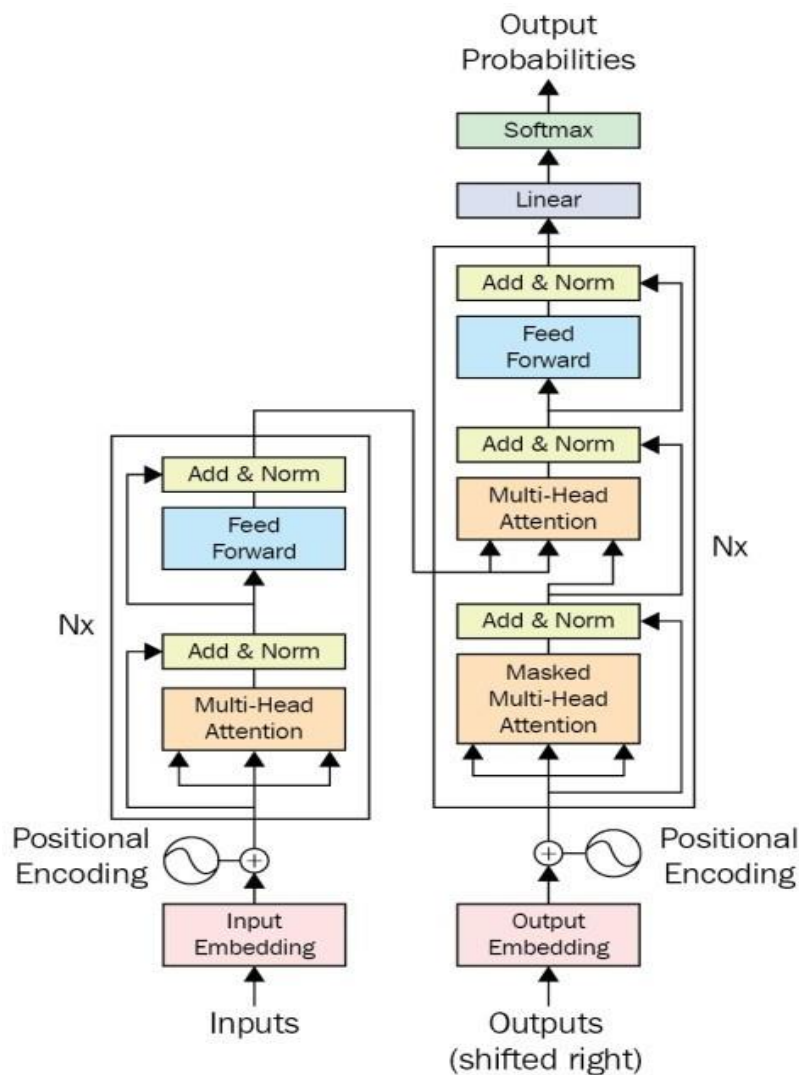 Output
Probabilities
Softmax
Linear
Add & Norm
Feed
Forward
Add & Norm
Multi-Head
Attention
Nx
Add & Norm
Masked
Multi-Head
Attention
Add & Norm
Feed
Forward
Nx
Add & Norm
Multi-Head
Attention
Positional
Encoding
Positional
Encoding
Input
Embedding
Output
Embedding
Inputs
Outputs
(shifted right)